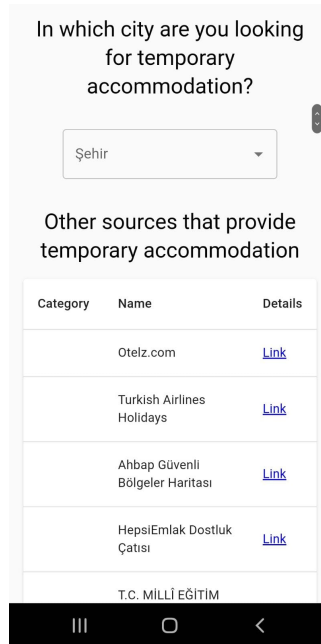 In which city are you looking
for temporary
accommodation?
Şehir
Other sources that provide
temporary accommodation
Category Name Details
Otelz.com Link
Turkish Airlines
Holidays Link
Ahbap Güvenli
Bölgeler Haritası Link
HepsiEmlak Dostluk
Çatısı Link
T.C. MİLLÎ EĞİTİM